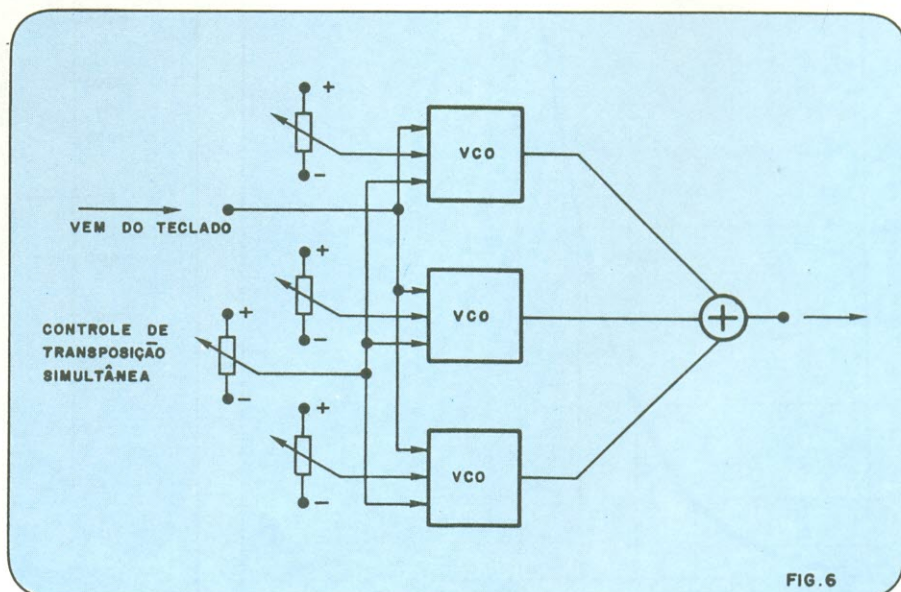 +
VCO
-
VEM DO TECLADO
+
VCO
-
+
CONTROLE DE
TRANSPOSIÇÃO
SIMULTÂNEA
-
+
VCO
-
+
FIG.6